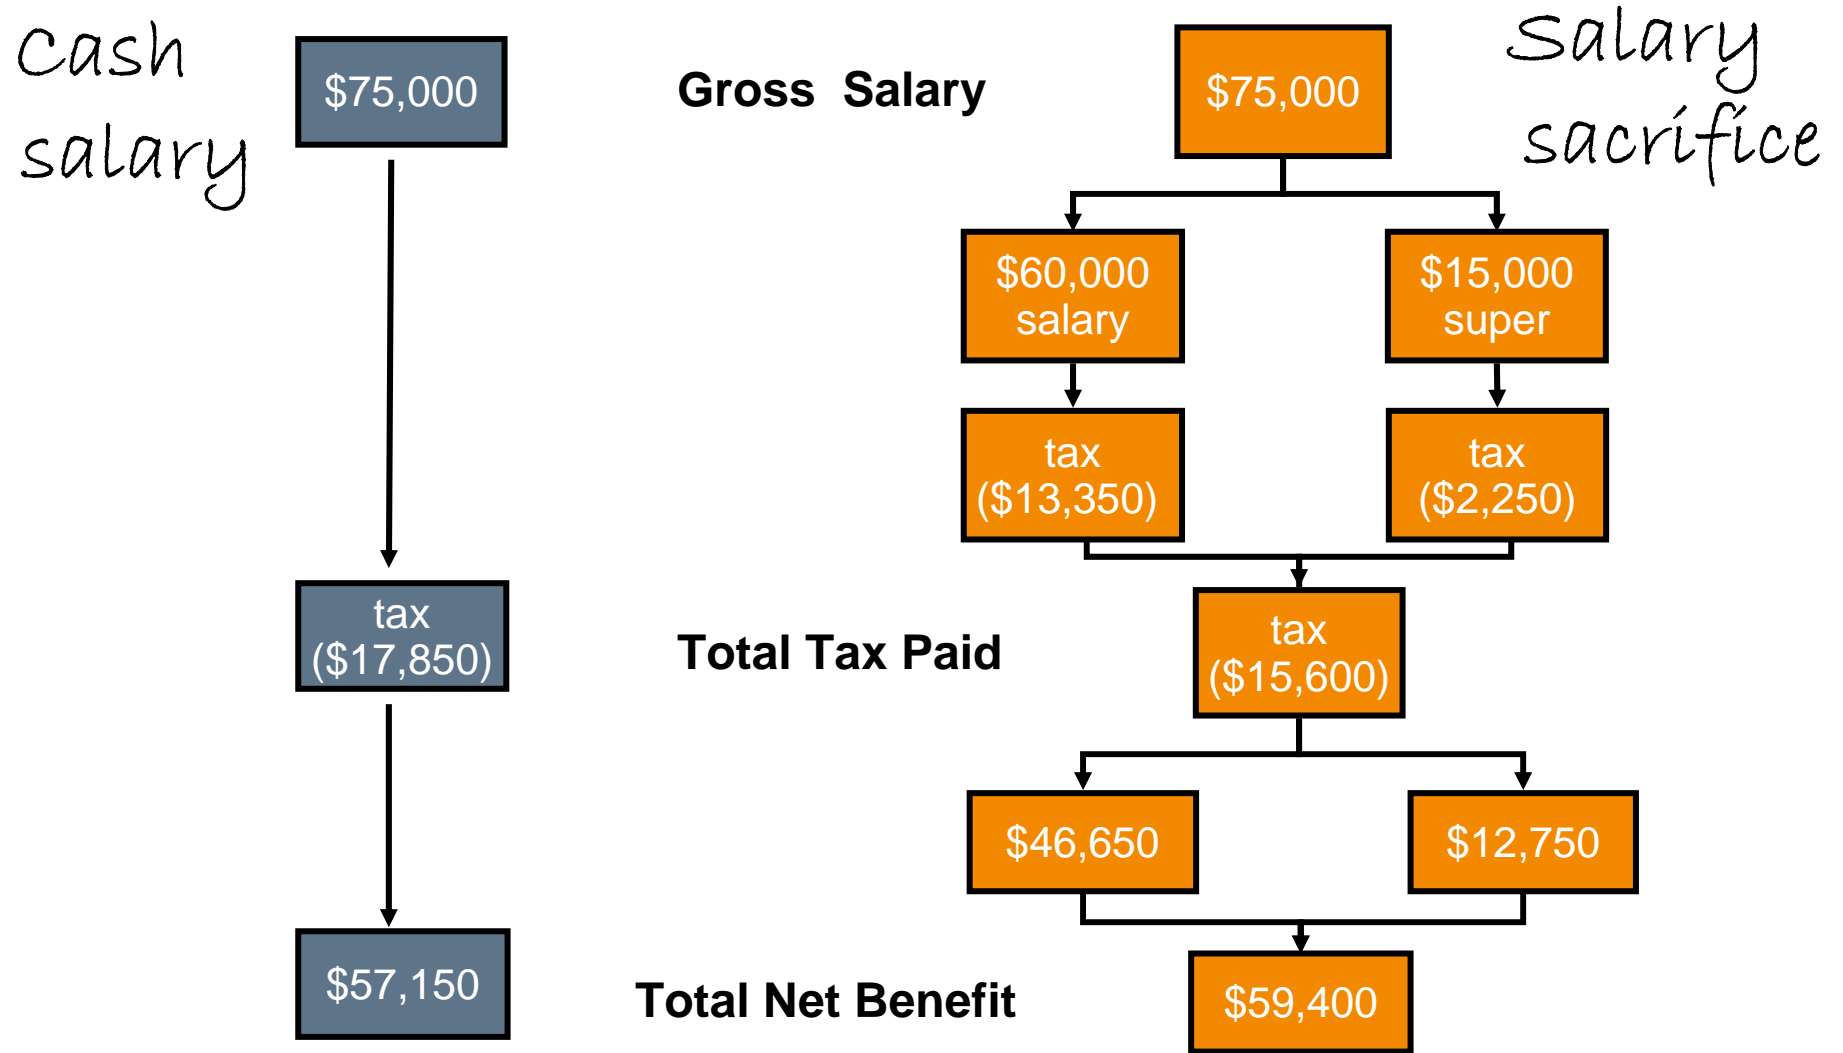 Cash
salary
$75,000
Gross Salary
$75,000
Salary
sacrifice
$60,000
salary
$15,000
super
tax
($13,350)
tax
($2,250)
tax
($17,850)
Total Tax Paid
tax
($15,600)
$46,650
$12,750
$57,150
Total Net Benefit
$59,400